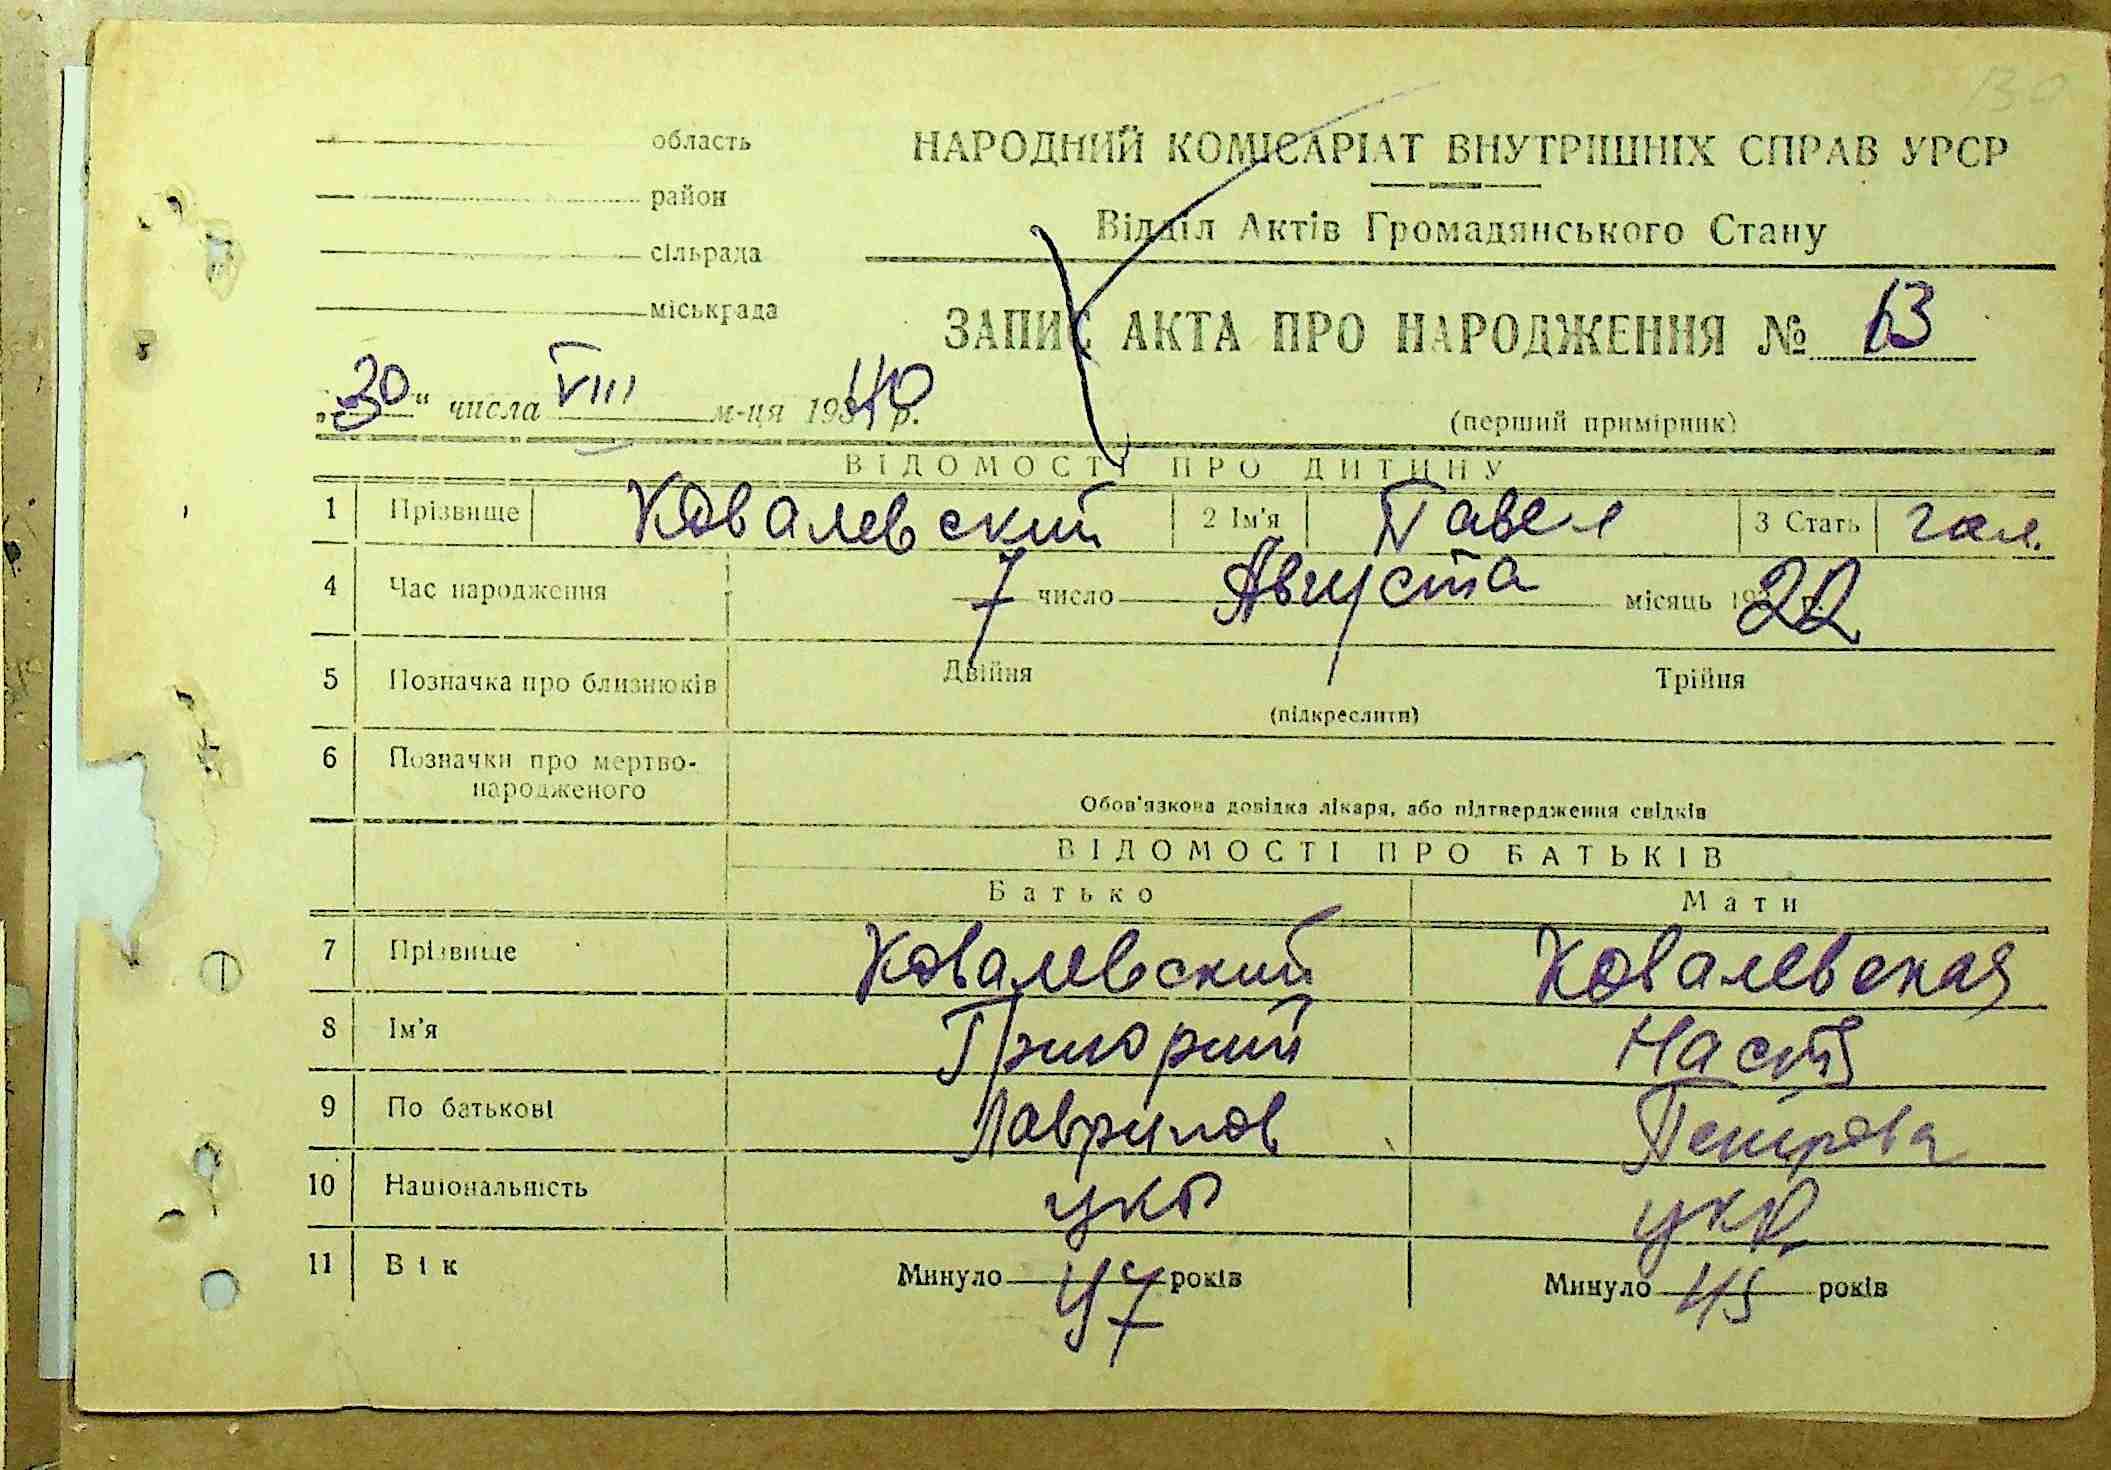 130
область
НАРОДНИЙ КОМІСАРІАТ ВНУТРІШНІХ СПРАВ УРСР
район
Відділ Актів Громадянського Стану
сільрада
міськрада
ЗАПИС АКТА ПРО НАРОДЖЕННЯ № 13
„30“ числа VIII м-ця 1940 р.
(перший примірник)
ВІДОМОСТІ ПРО ДИТИНУ
1 Прізвище Ковалевский 2 Ім'я Павел 3 Стать
4 Час народження 7 число Августа місяць 1922 р.
5 Позначка про близнюків Двійня Трійня
(підкреслити)
6 Позначки про мертво-
народженого
Обов'язкова довідка лікаря, або підтвердження свідків
ВІДОМОСТІ ПРО БАТЬКІВ
Батько Мати
7 Прізвище Ковалевский Ковалевская
8 Ім'я Григорий Настя
9 По батькові Петрова
10 Національність укр укр.
11 Вік Минуло 47 років Минуло 45 років